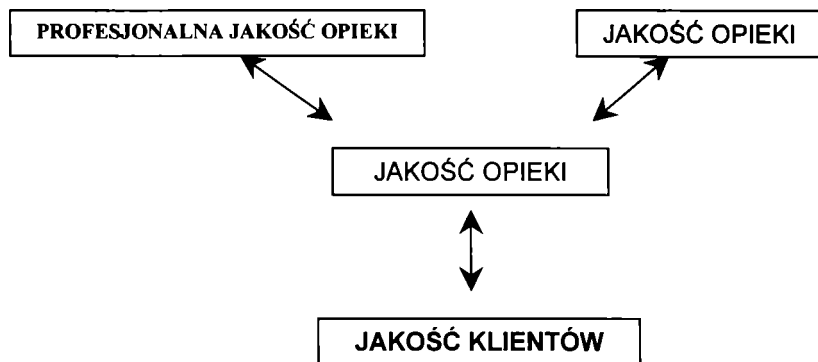 PROFESJONALNA JAKOŚĆ OPIEKI
JAKOŚĆ OPIEKI
JAKOŚĆ OPIEKI
JAKOŚĆ KLIENTÓW